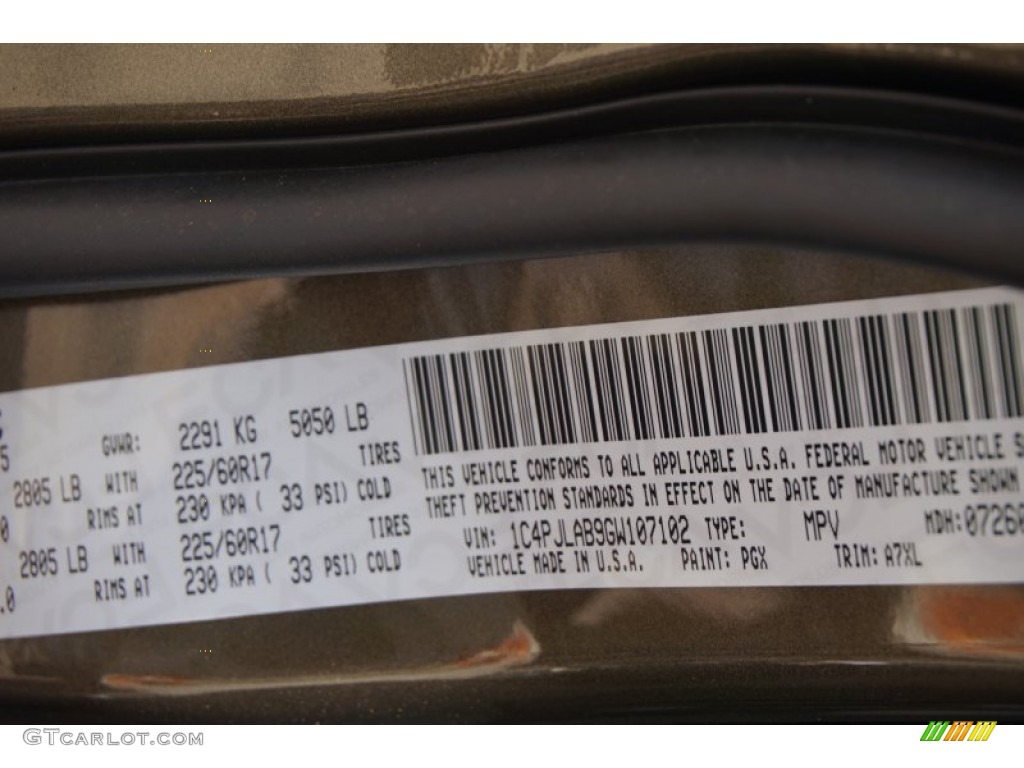 GVWR: 2291 KG 5050 LB
2805 LB WITH 225/60R17 TIRES
RIMS AT 230 KPA ( 33 PSI) COLD
2805 LB WITH 225/60R17 TIRES
.0 RIMS AT 230 KPA ( 33 PSI) COLD
THIS VEHICLE CONFORMS TO ALL APPLICABLE U.S.A. FEDERAL MOTOR VEHICLE S
THEFT PREVENTION STANDARDS IN EFFECT ON THE DATE OF MANUFACTURE SHOWN
VIN: 1C4PJLAB9GW107102 TYPE: MPV MDH:07260
VEHICLE MADE IN U.S.A. PAINT: PGX TRIM: A7XL
GTCarlot.com